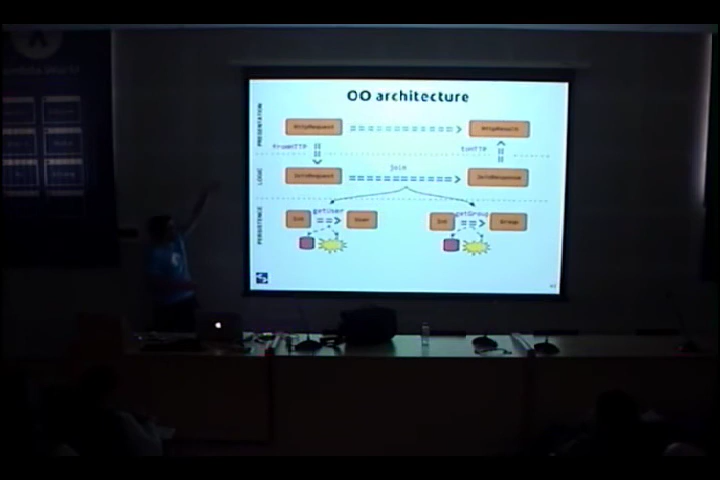 OO architecture
PRESENTATION
HttpRequest
HttpResult
fromHTTP
toHTTP
LOGIC
JoinRequest
Join
JoinResponse
PERSISTENCE
Int
getUser
User
Int
getGroup
Group